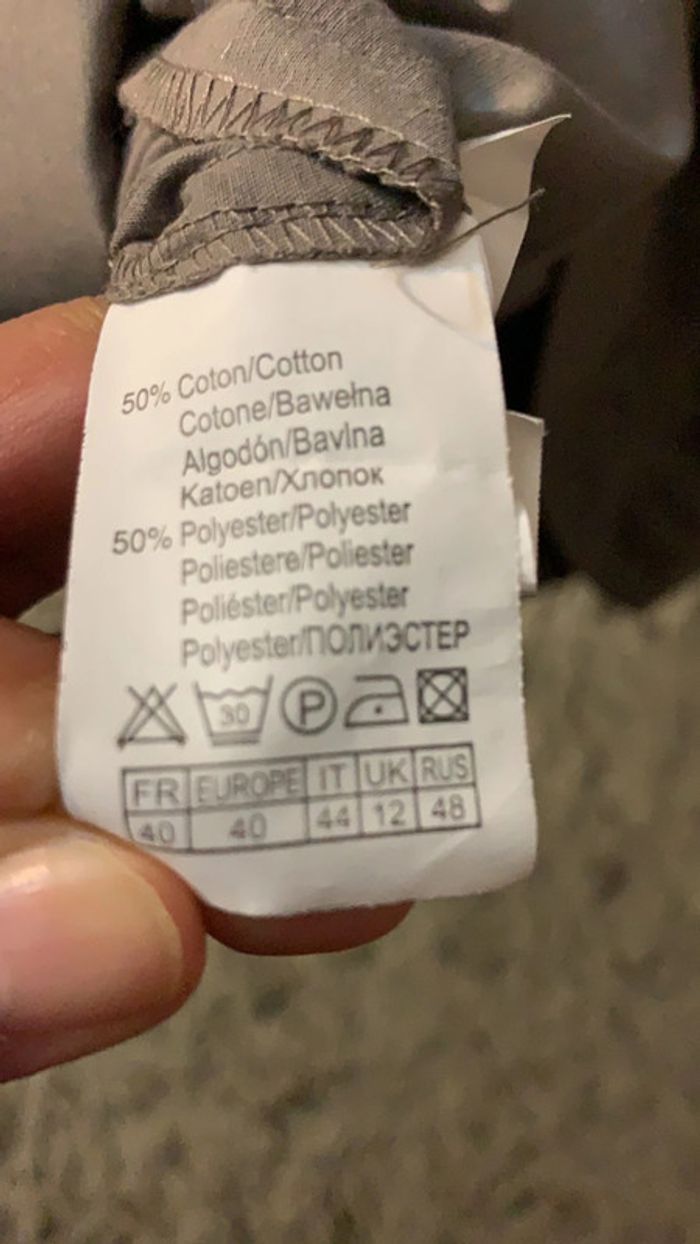 50% Coton/Cotton
Cotone/Bawełna
Algodón/Bavlna
Katoen/Хлопок
50% Polyester/Polyester
Poliestere/Poliester
Poliéster/Polyester
Polyester/ПОЛИЭСТЕР
30 P
FR EUROPE IT UK RUS
40 40 44 12 48